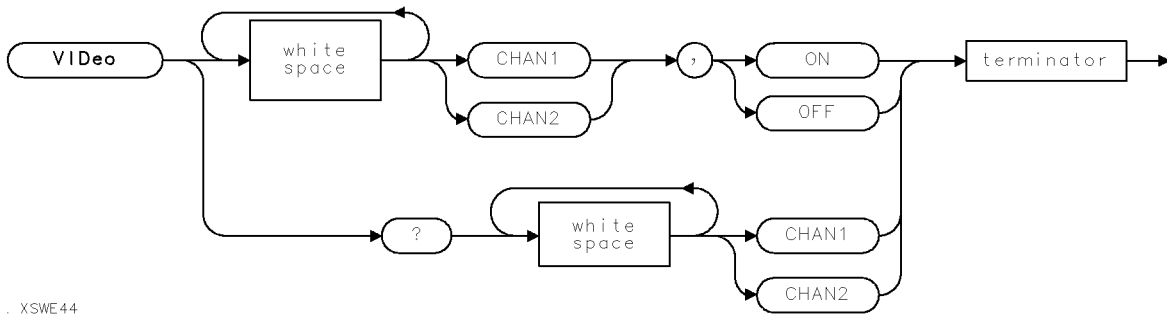 VIDeo
white
space
CHAN1
,
ON
terminator
CHAN2
OFF
?
white
space
CHAN1
CHAN2
. XSWE44